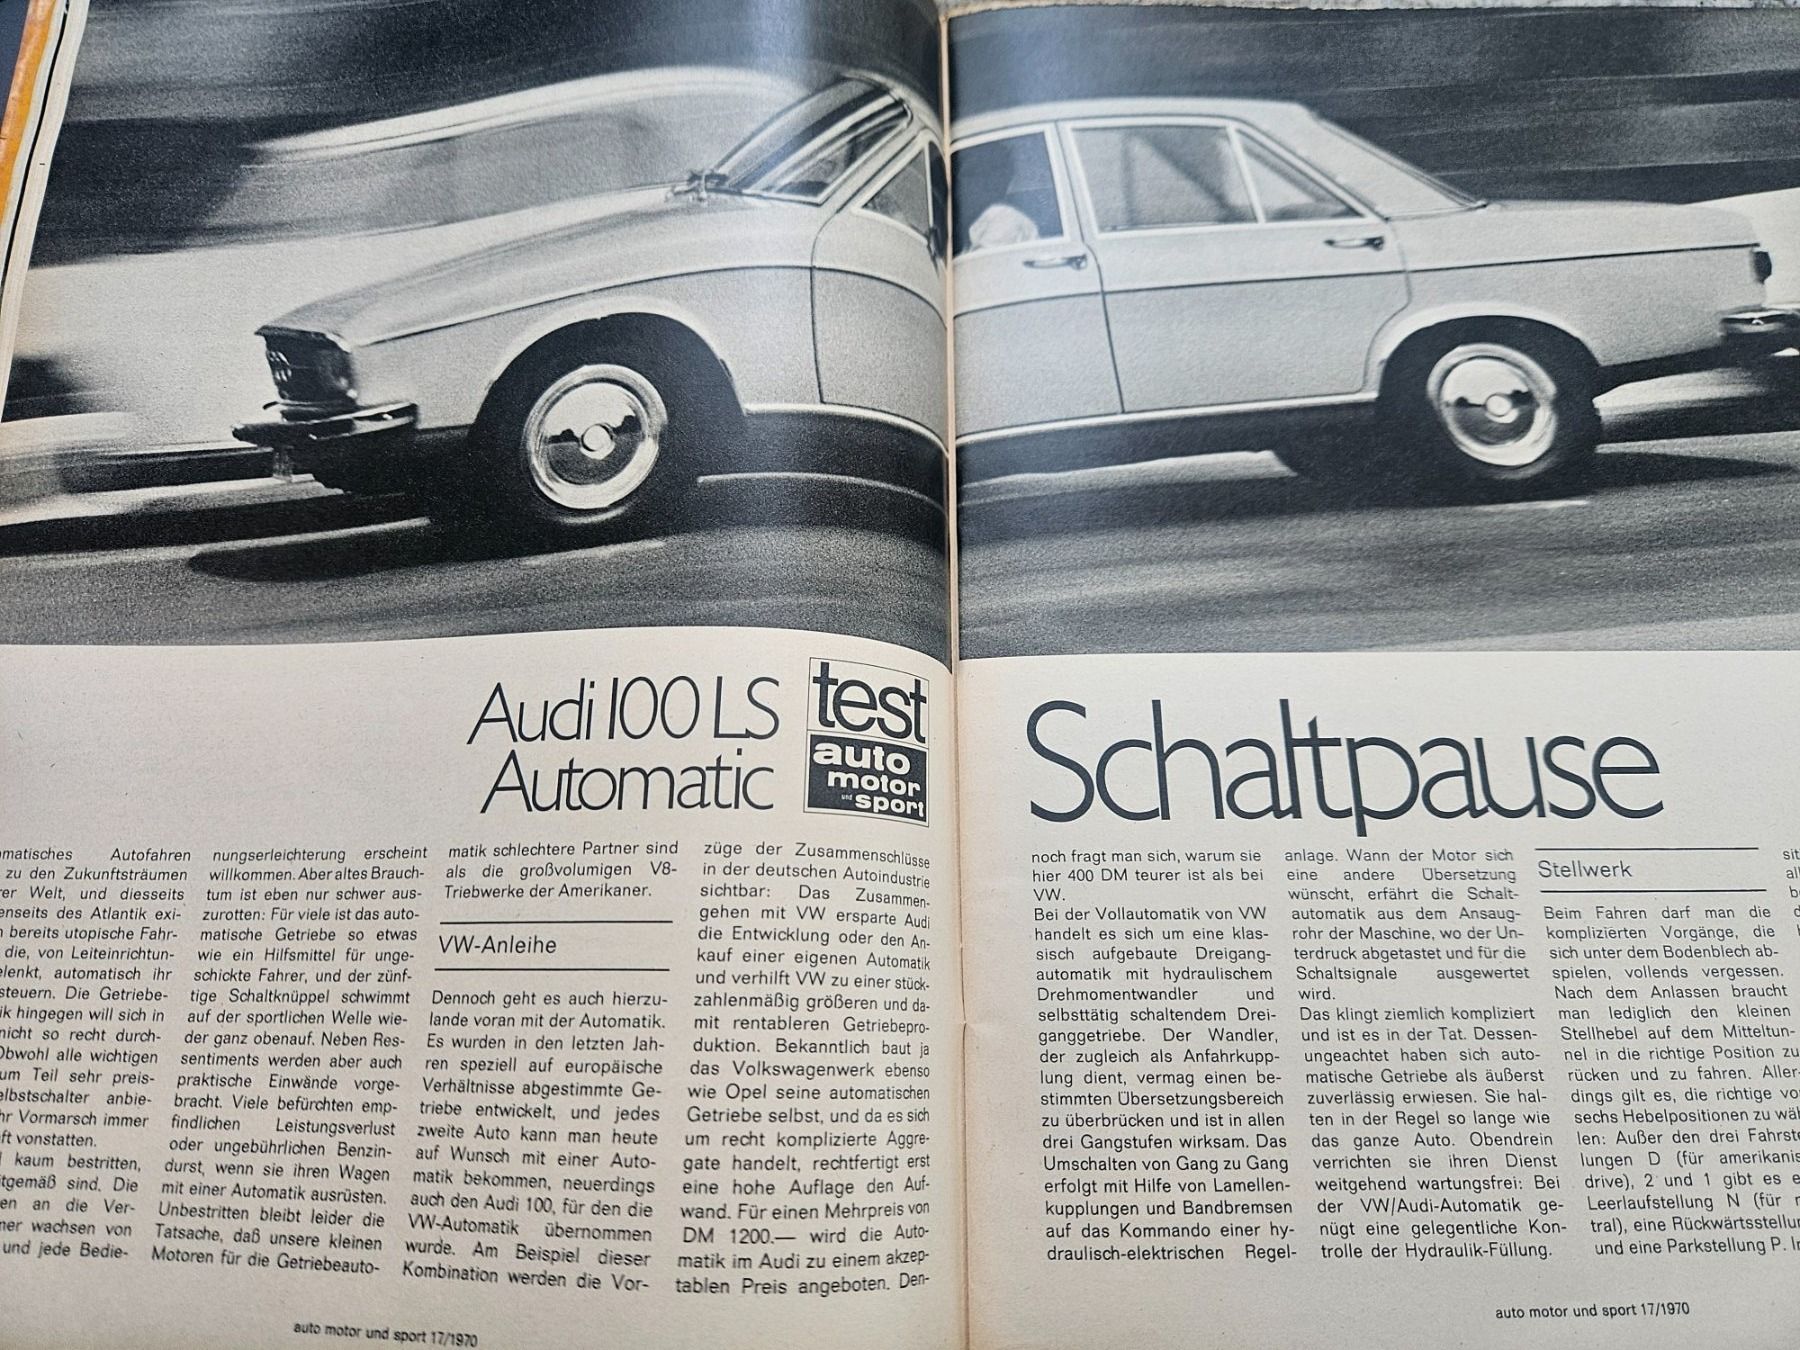 Audi 100 LS
Automatic
test
auto
motor
und
sport
Schaltpause
matisches Autofahren
zu den Zukunftsträumen
er Welt, und diesseits
enseits des Atlantik exi-
bereits utopische Fahr-
die, von Leiteinrichtun-
elenkt, automatisch ihr
steuern. Die Getriebe-
ik hingegen will sich in
nicht so recht durch-
Obwohl alle wichtigen
um Teil sehr preis-
elbstschalter anbie-
hr Vormarsch immer
ft vonstatten.
kaum bestritten,
itgemäß sind. Die
en an die Ver-
mer wachsen von
und jede Bedie-
nungserleichterung erscheint
willkommen. Aber altes Brauch-
tum ist eben nur schwer aus-
zurotten: Für viele ist das auto-
matische Getriebe so etwas
wie ein Hilfsmittel für unge-
schickte Fahrer, und der zünf-
tige Schaltknüppel schwimmt
auf der sportlichen Welle wie-
der ganz obenauf. Neben Res-
sentiments werden aber auch
praktische Einwände vorge-
bracht. Viele befürchten emp-
findlichen Leistungsverlust
oder ungebührlichen Benzin-
durst, wenn sie ihren Wagen
mit einer Automatik ausrüsten.
Unbestritten bleibt leider die
Tatsache, daß unsere kleinen
Motoren für die Getriebeauto-
matik schlechtere Partner sind
als die großvolumigen V8-
Triebwerke der Amerikaner.
VW-Anleihe
Dennoch geht es auch hierzu-
lande voran mit der Automatik.
Es wurden in den letzten Jah-
ren speziell auf europäische
Verhältnisse abgestimmte Ge-
triebe entwickelt, und jedes
zweite Auto kann man heute
auf Wunsch mit einer Auto-
matik bekommen, neuerdings
auch den Audi 100, für den die
VW-Automatik übernommen
wurde. Am Beispiel dieser
Kombination werden die Vor-
züge der Zusammenschlüsse
in der deutschen Autoindustrie
sichtbar: Das Zusammen-
gehen mit VW ersparte Audi
die Entwicklung oder den An-
kauf einer eigenen Automatik
und verhilft VW zu einer stück-
zahlenmäßig größeren und da-
mit rentableren Getriebepro-
duktion. Bekanntlich baut ja
das Volkswagenwerk ebenso
wie Opel seine automatischen
Getriebe selbst, und da es sich
um recht komplizierte Aggre-
gate handelt, rechtfertigt erst
eine hohe Auflage den Auf-
wand. Für einen Mehrpreis von
DM 1200.— wird die Auto-
matik im Audi zu einem akzep-
tablen Preis angeboten. Den-
auto motor und sport 17/1970
noch fragt man sich, warum sie
hier 400 DM teurer ist als bei
VW.
Bei der Vollautomatik von VW
handelt es sich um eine klas-
sisch aufgebaute Dreigang-
automatik mit hydraulischem
Drehmomentwandler und
selbsttätig schaltendem Drei-
ganggetriebe. Der Wandler,
der zugleich als Anfahrkupp-
lung dient, vermag einen be-
stimmten Übersetzungsbereich
zu überbrücken und ist in allen
drei Gangstufen wirksam. Das
Umschalten von Gang zu Gang
erfolgt mit Hilfe von Lamellen-
kupplungen und Bandbremsen
auf das Kommando einer hy-
draulisch-elektrischen Regel-
anlage. Wann der Motor sich
eine andere Übersetzung
wünscht, erfährt die Schalt-
automatik aus dem Ansaug-
rohr der Maschine, wo der Un-
terdruck abgetastet und für die
Schaltsignale ausgewertet
wird.
Das klingt ziemlich kompliziert
und ist es in der Tat. Dessen-
ungeachtet haben sich auto-
matische Getriebe als äußerst
zuverlässig erwiesen. Sie hal-
ten in der Regel so lange wie
das ganze Auto. Obendrein
verrichten sie ihren Dienst
weitgehend wartungsfrei: Bei
der VW/Audi-Automatik ge-
nügt eine gelegentliche Kon-
trolle der Hydraulik-Füllung.
Stellwerk
Beim Fahren darf man die
komplizierten Vorgänge, die
sich unter dem Bodenblech ab-
spielen, vollends vergessen.
Nach dem Anlassen braucht
man lediglich den kleinen
Stellhebel auf dem Mitteltun-
nel in die richtige Position zu
rücken und zu fahren. Aller-
dings gilt es, die richtige vo
sechs Hebelpositionen zu wäh
len: Außer den drei Fahrste
lungen D (für amerikanis
drive), 2 und 1 gibt es e
Leerlaufstellung N (für n
tral), eine Rückwärtsstellu
und eine Parkstellung P. I
sit
all
auto motor und sport 17/1970